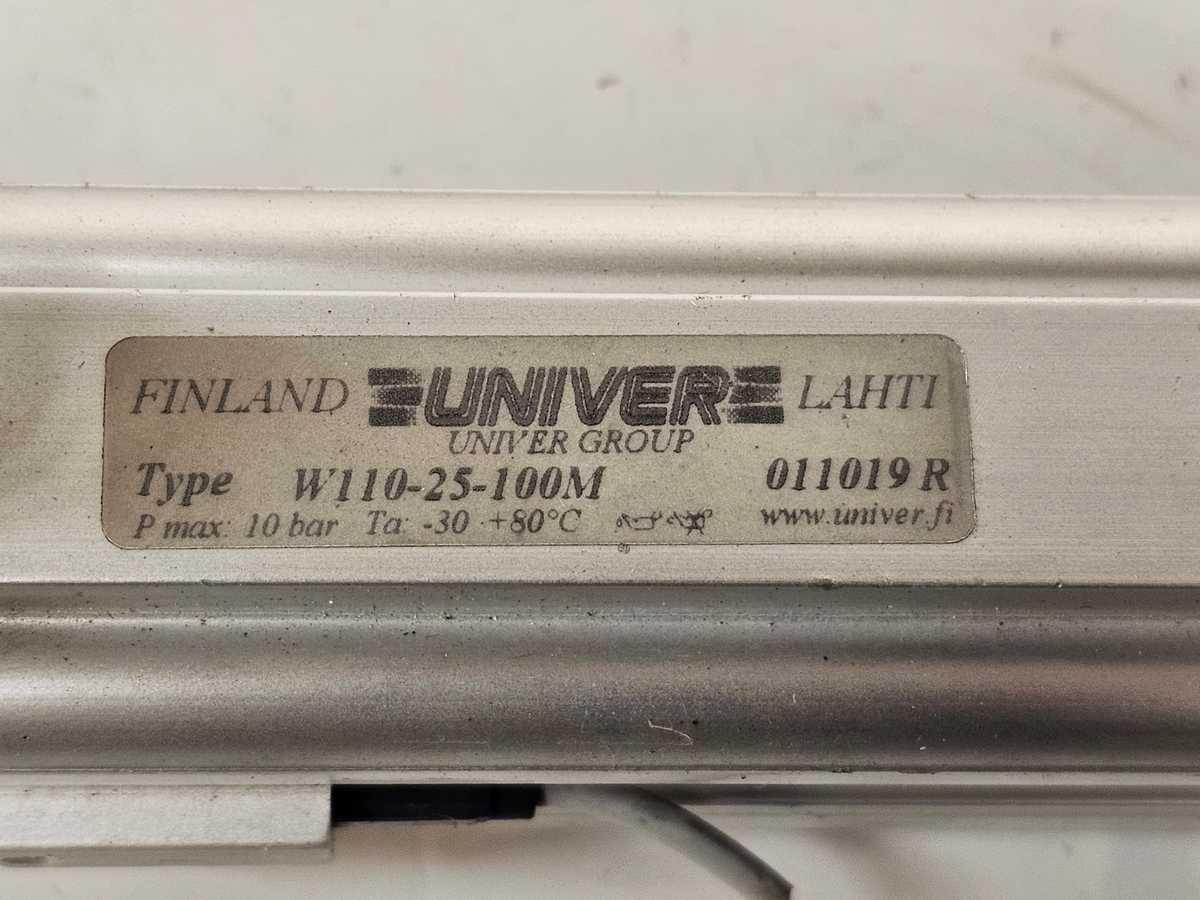 FINLAND UNIVER LAHTI
UNIVER GROUP
Type W110-25-100M 011019 R
P max: 10 bar Ta: -30 +80°C www.univer.fi